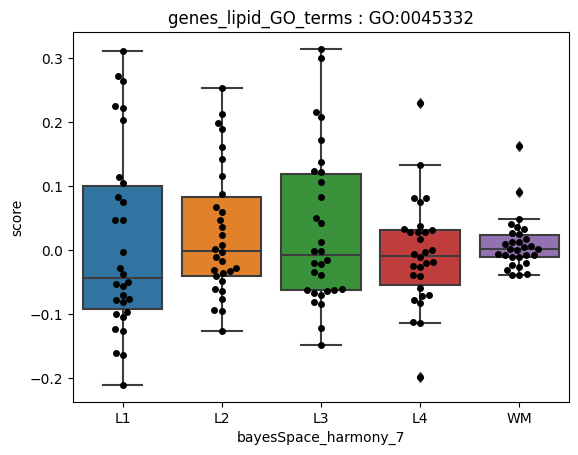 genes_lipid_GO_terms : GO:0045332
score
0.3
0.2
0.1
0.0
−0.1
−0.2
L1 L2 L3 L4 WM
bayesSpace_harmony_7